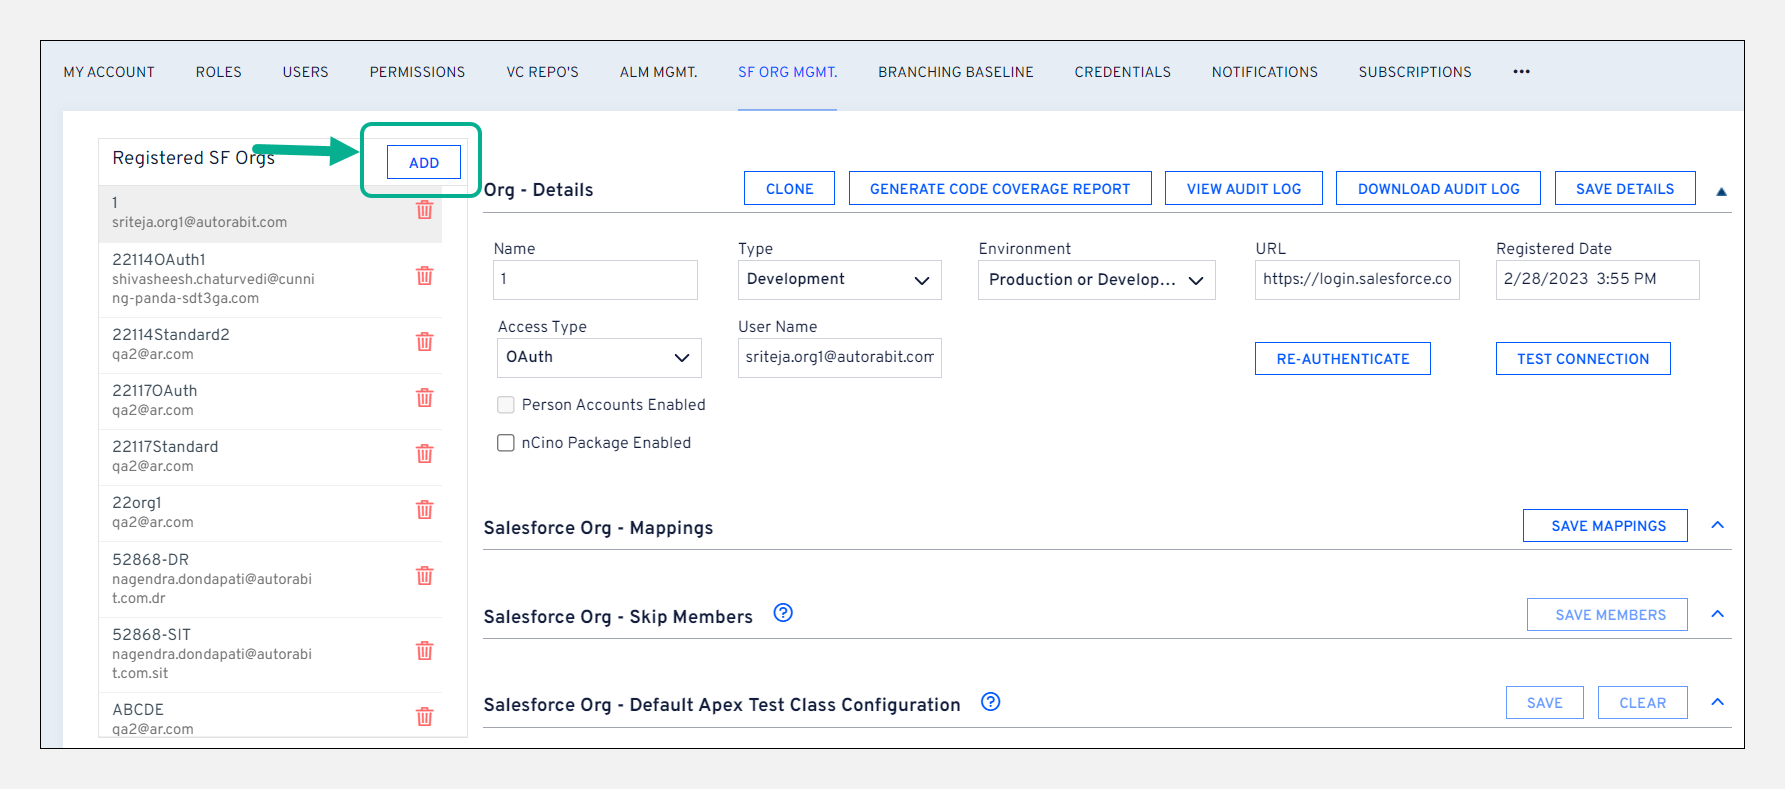 MY ACCOUNT ROLES USERS PERMISSIONS VC REPO'S ALM MGMT. SF ORG MGMT. BRANCHING BASELINE CREDENTIALS NOTIFICATIONS SUBSCRIPTIONS •••
Registered SF Orgs ADD
1
sriteja.org1@autorabit.com
22114OAuth1
shivasheesh.chaturvedi@cunni
ng-panda-sdt3ga.com
22114Standard2
qa2@ar.com
22117OAuth
qa2@ar.com
22117Standard
qa2@ar.com
22org1
qa2@ar.com
52868-DR
nagendra.dondapati@autorabi
t.com.dr
52868-SIT
nagendra.dondapati@autorabi
t.com.sit
ABCDE
qa2@ar.com
Org - Details CLONE GENERATE CODE COVERAGE REPORT VIEW AUDIT LOG DOWNLOAD AUDIT LOG SAVE DETAILS
Name Type Environment URL Registered Date
1 Development Production or Develop... https://login.salesforce.co 2/28/2023 3:55 PM
Access Type User Name
OAuth sriteja.org1@autorabit.com RE-AUTHENTICATE TEST CONNECTION
Person Accounts Enabled
nCino Package Enabled
Salesforce Org - Mappings SAVE MAPPINGS
Salesforce Org - Skip Members ? SAVE MEMBERS
Salesforce Org - Default Apex Test Class Configuration ? SAVE CLEAR